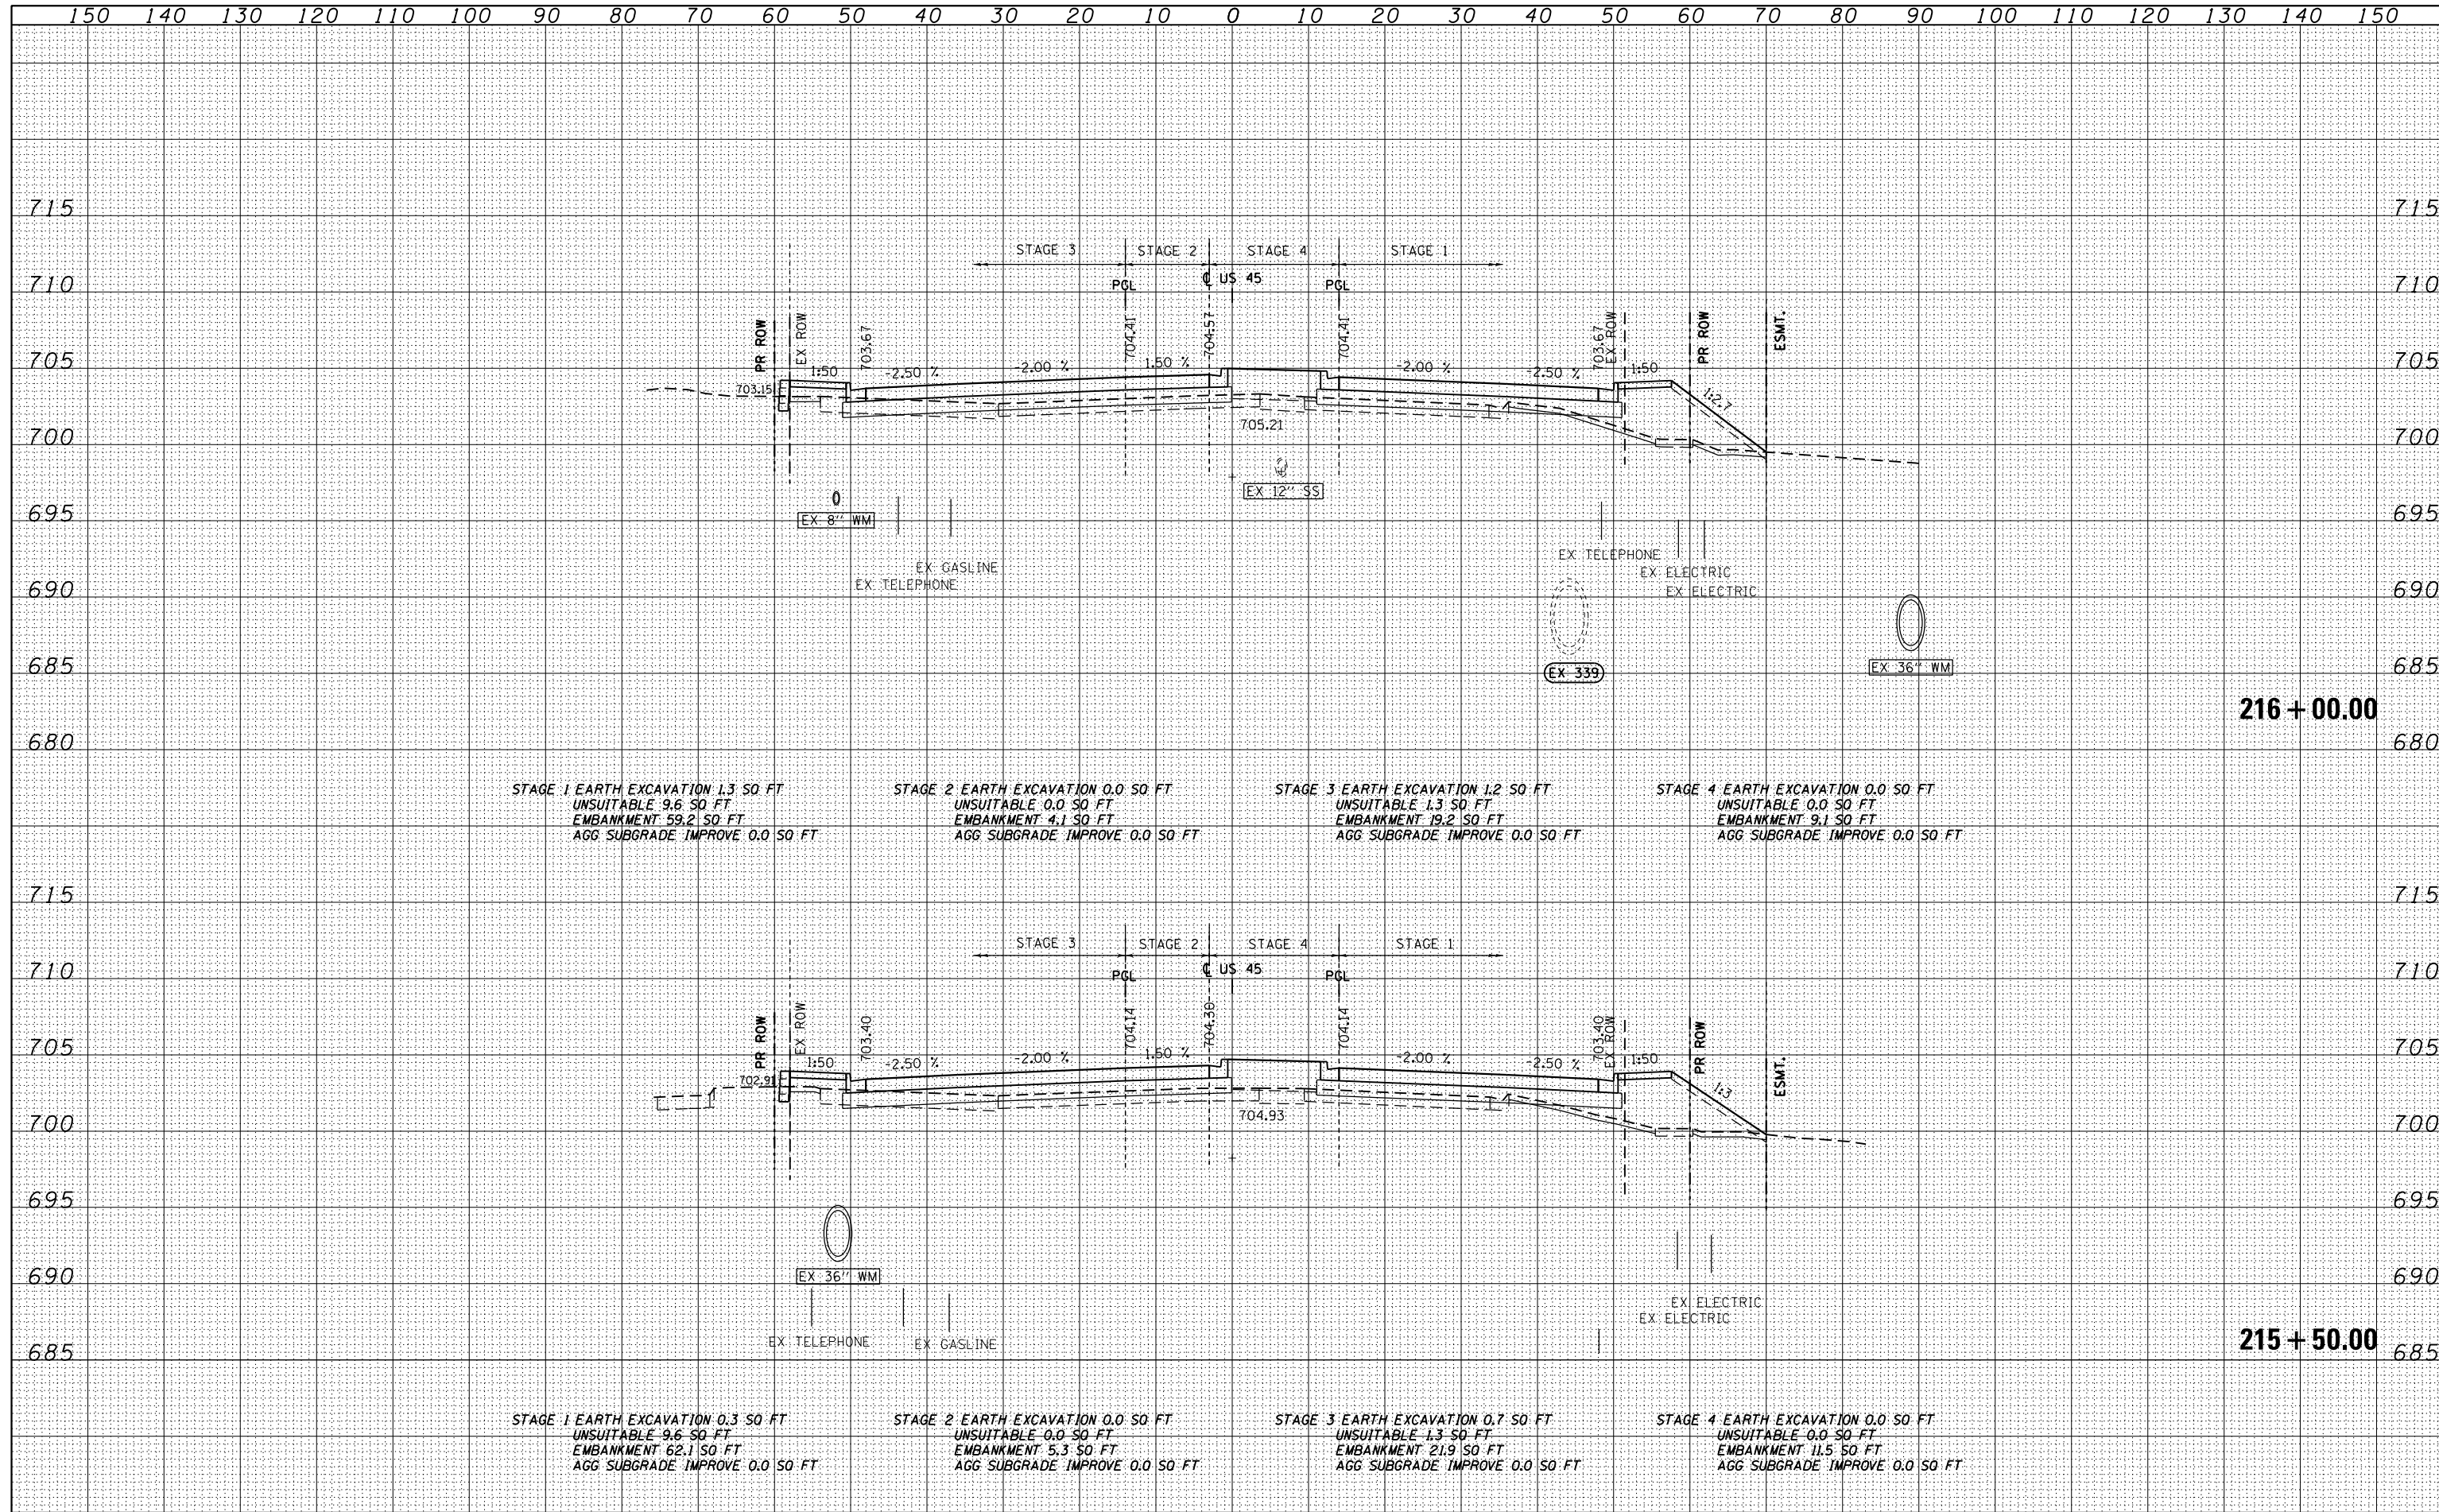 150 140 130 120 110 100 90 80 70 60 50 40 30 20 10 0 10 20 30 40 50 60 70 80 90 100 110 120 130 140 150
715 715
STAGE 3 STAGE 2 STAGE 4 STAGE 1
710 PGL ℄ US 45 PGL 710
PR ROW EX ROW 703.67 704.41 704.57 704.41 703.67 EX ROW PR ROW ESMT.
705 1:50 -2.50 % -2.00 % 1.50 % -2.00 % -2.50 % 1:50 705
703.15 1:2.7
705.21
700 700
EX 12" SS
695 EX 8" WM 695
EX TELEPHONE
EX GASLINE EX ELECTRIC
EX TELEPHONE EX ELECTRIC
690 690
685 EX 339 EX 36" WM 685
216 + 00.00
680 680
STAGE 1 EARTH EXCAVATION 1.3 SQ FT
UNSUITABLE 9.6 SQ FT
EMBANKMENT 59.2 SQ FT
AGG SUBGRADE IMPROVE 0.0 SQ FT
STAGE 2 EARTH EXCAVATION 0.0 SQ FT
UNSUITABLE 0.0 SQ FT
EMBANKMENT 4.1 SQ FT
AGG SUBGRADE IMPROVE 0.0 SQ FT
STAGE 3 EARTH EXCAVATION 1.2 SQ FT
UNSUITABLE 1.3 SQ FT
EMBANKMENT 19.2 SQ FT
AGG SUBGRADE IMPROVE 0.0 SQ FT
STAGE 4 EARTH EXCAVATION 0.0 SQ FT
UNSUITABLE 0.0 SQ FT
EMBANKMENT 9.1 SQ FT
AGG SUBGRADE IMPROVE 0.0 SQ FT
715 715
STAGE 3 STAGE 2 STAGE 4 STAGE 1
710 PGL ℄ US 45 PGL 710
PR ROW EX ROW 703.40 704.14 704.30 704.14 703.40 EX ROW PR ROW ESMT.
705 1:50 -2.50 % -2.00 % 1.50 % -2.00 % -2.50 % 1:50 705
702.91 1:3
704.93
700 700
695 695
690 EX 36" WM 690
EX ELECTRIC
EX ELECTRIC
EX TELEPHONE EX GASLINE
215 + 50.00
685 685
STAGE 1 EARTH EXCAVATION 0.3 SQ FT
UNSUITABLE 9.6 SQ FT
EMBANKMENT 62.1 SQ FT
AGG SUBGRADE IMPROVE 0.0 SQ FT
STAGE 2 EARTH EXCAVATION 0.0 SQ FT
UNSUITABLE 0.0 SQ FT
EMBANKMENT 5.3 SQ FT
AGG SUBGRADE IMPROVE 0.0 SQ FT
STAGE 3 EARTH EXCAVATION 0.7 SQ FT
UNSUITABLE 1.3 SQ FT
EMBANKMENT 21.9 SQ FT
AGG SUBGRADE IMPROVE 0.0 SQ FT
STAGE 4 EARTH EXCAVATION 0.0 SQ FT
UNSUITABLE 0.0 SQ FT
EMBANKMENT 11.5 SQ FT
AGG SUBGRADE IMPROVE 0.0 SQ FT